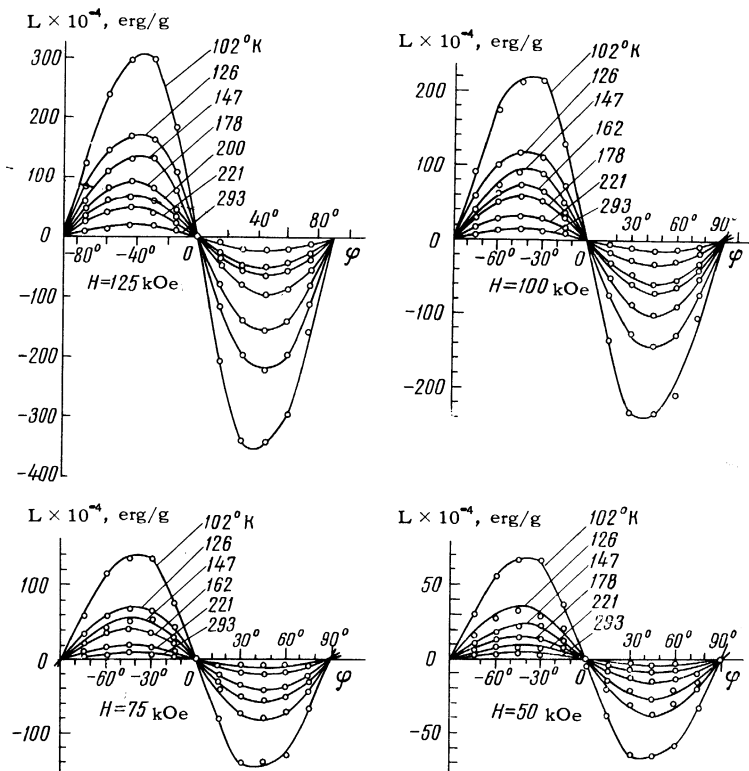 L × 10⁻⁴, erg/g
300
200
100
0
-100
-200
-300
-400
102°K
126
147
178
200
221
293
-80° -40° 0 40° 80°
φ
H=125 kOe
L × 10⁻⁴, erg/g
200
100
0
-100
-200
102°K
126
147
162
178
221
293
-60° -30° 0 30° 60° 90°
φ
H=100 kOe
L × 10⁻⁴, erg/g
100
0
-100
102°K
126
147
162
221
293
-60° -30° 0 30° 60° 90°
φ
H=75 kOe
L × 10⁻⁴, erg/g
50
0
-50
102°K
126
147
178
221
293
-60° -30° 0 30° 60° 90°
φ
H=50 kOe